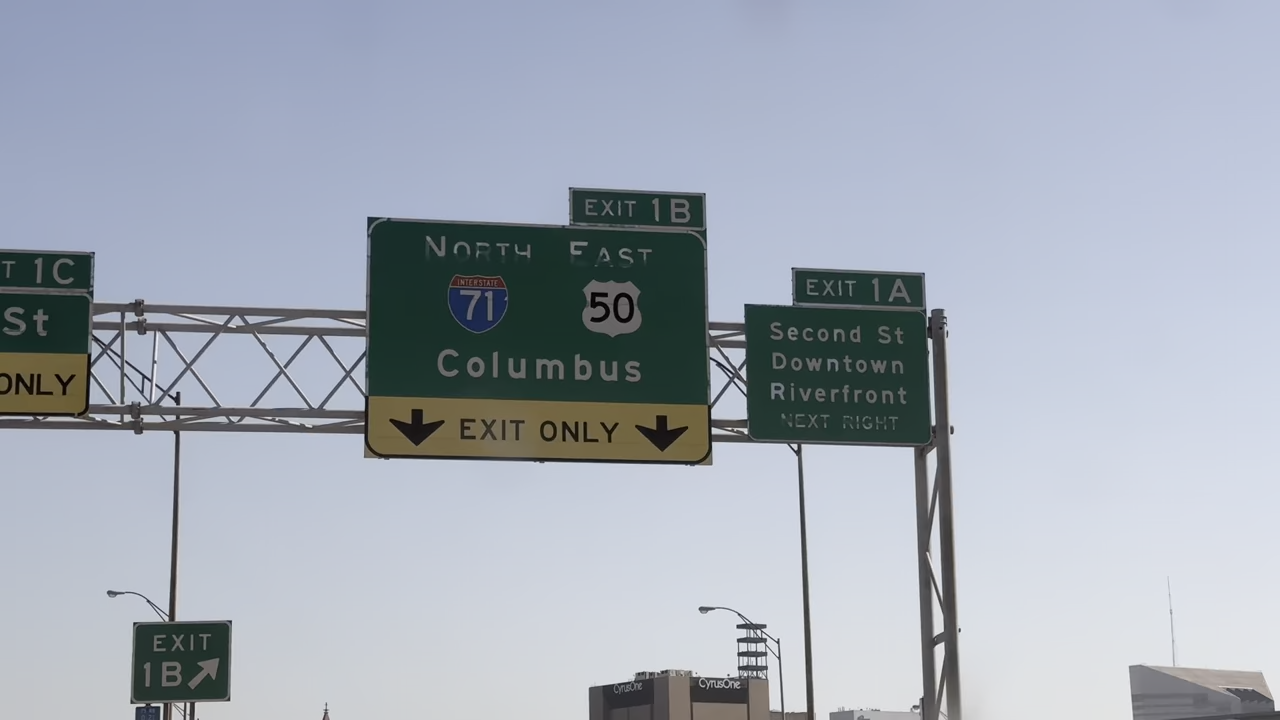 T 1C
St
ONLY
EXIT 1B
NORTH EAST
INTERSTATE
71
50
Columbus
EXIT ONLY
EXIT 1A
Second St
Downtown
Riverfront
NEXT RIGHT
EXIT
1B
CyrusOne
CyrusOne